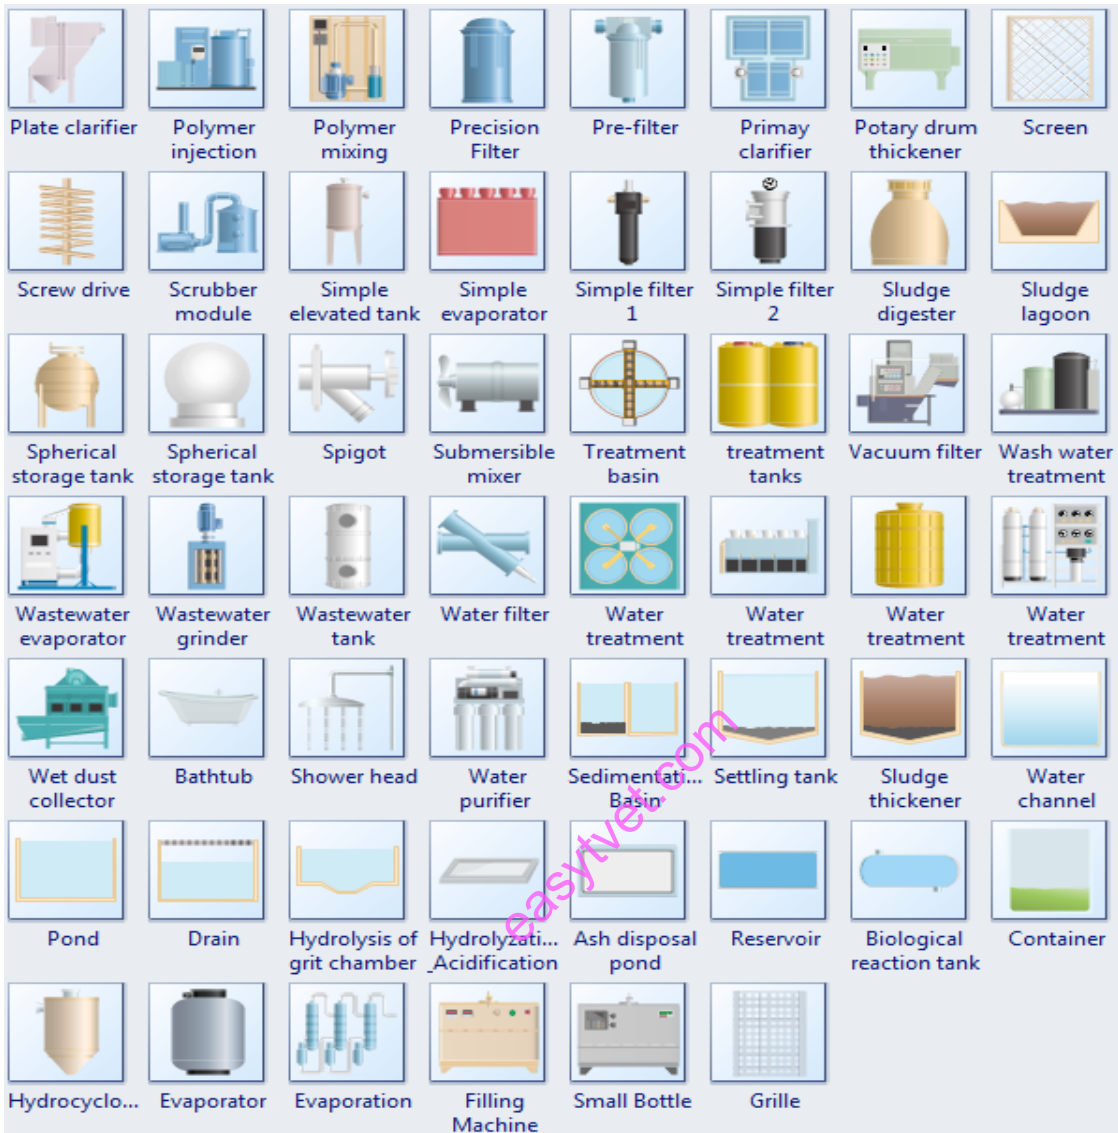 Plate clarifier
Polymer
injection
Polymer
mixing
Precision
Filter
Pre-filter
Primay
clarifier
Potary drum
thickener
Screen
Screw drive
Scrubber
module
Simple
elevated tank
Simple
evaporator
Simple filter
1
Simple filter
2
Sludge
digester
Sludge
lagoon
Spherical
storage tank
Spherical
storage tank
Spigot
Submersible
mixer
Treatment
basin
treatment
tanks
Vacuum filter
Wash water
treatment
Wastewater
evaporator
Wastewater
grinder
Wastewater
tank
Water filter
Water
treatment
Water
treatment
Water
treatment
Water
treatment
Wet dust
collector
Bathtub
Shower head
Water
purifier
Sedimentati...
Basin
Settling tank
Sludge
thickener
Water
channel
easytvet.com
Pond
Drain
Hydrolysis of
grit chamber
Hydrolyzati...
_Acidification
Ash disposal
pond
Reservoir
Biological
reaction tank
Container
Hydrocyclo...
Evaporator
Evaporation
Filling
Machine
Small Bottle
Grille